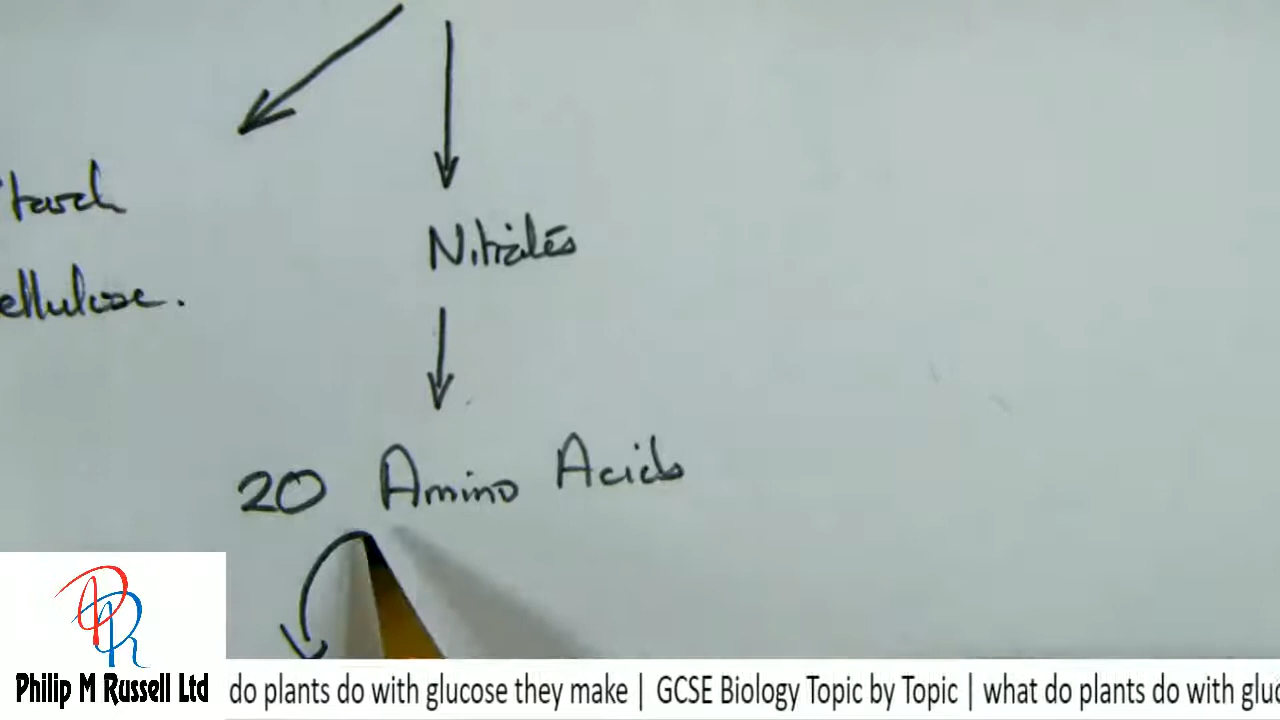 tarch
ellulose.
Nitrates
20 Amino Acids
Philip M Russell Ltd
do plants do with glucose they make | GCSE Biology Topic by Topic | what do plants do with gluc